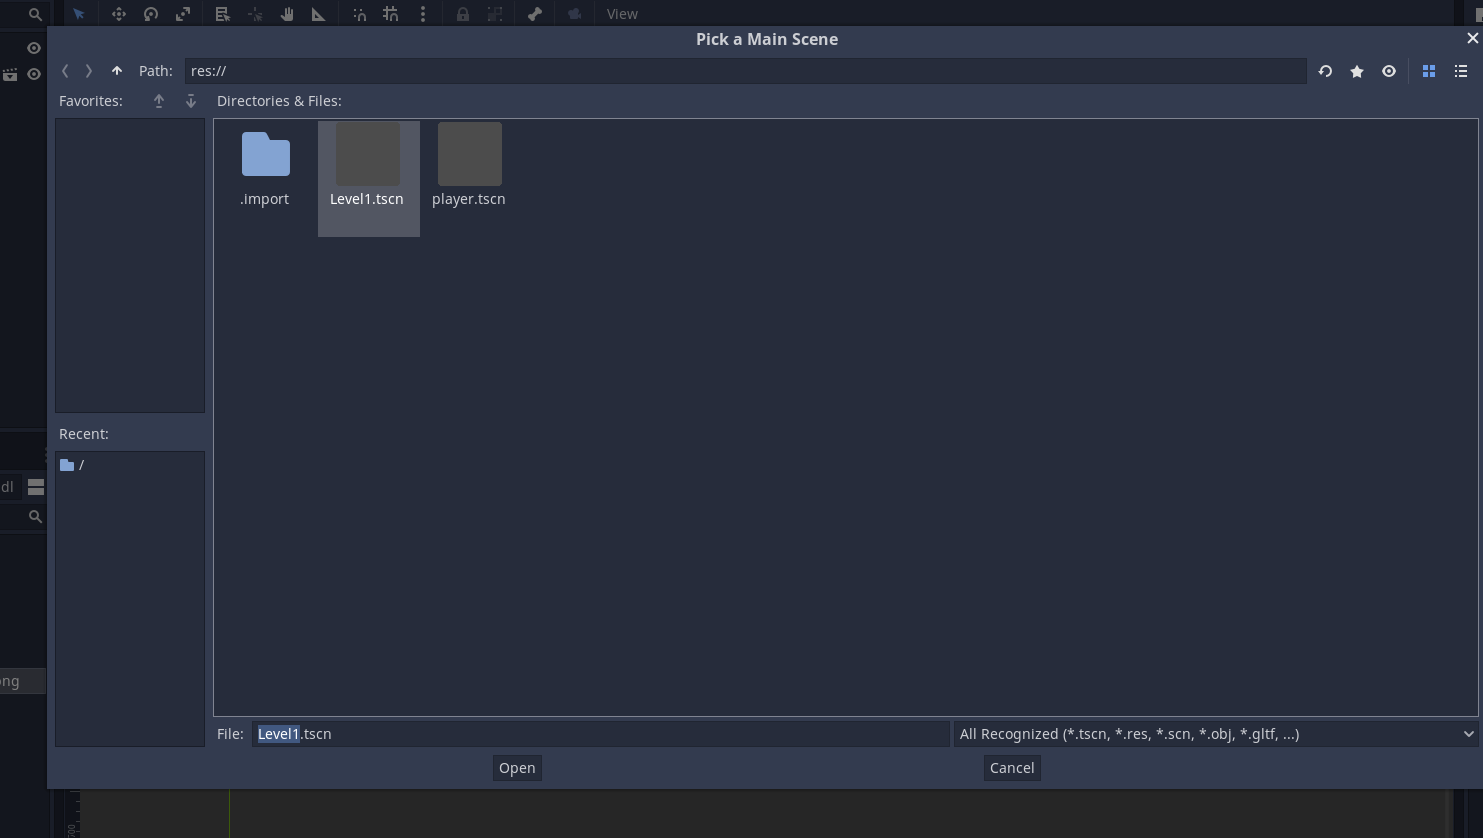 View
Pick a Main Scene
Path: res://
Favorites: Directories & Files:
.import Level1.tscn player.tscn
Recent:
/
dl
ong
File: Level1.tscn All Recognized (*.tscn, *.res, *.scn, *.obj, *.gltf, ...)
Open Cancel